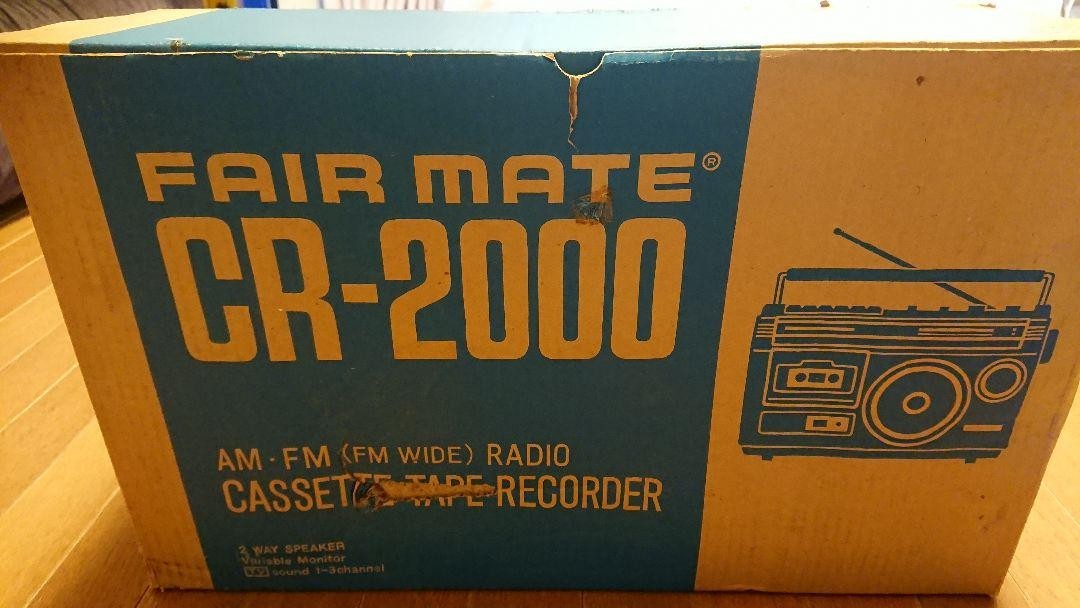 FAIR MATE®
CR-2000
AM·FM (FM WIDE) RADIO
CASSETTE TAPE RECORDER
2 WAY SPEAKER
Variable Monitor
TV sound 1-3channel